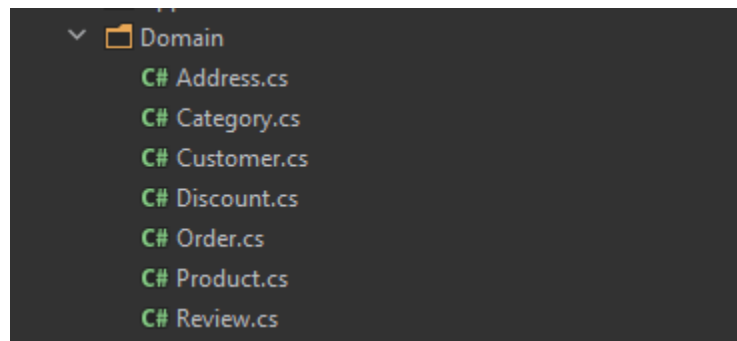 Domain
C# Address.cs
C# Category.cs
C# Customer.cs
C# Discount.cs
C# Order.cs
C# Product.cs
C# Review.cs